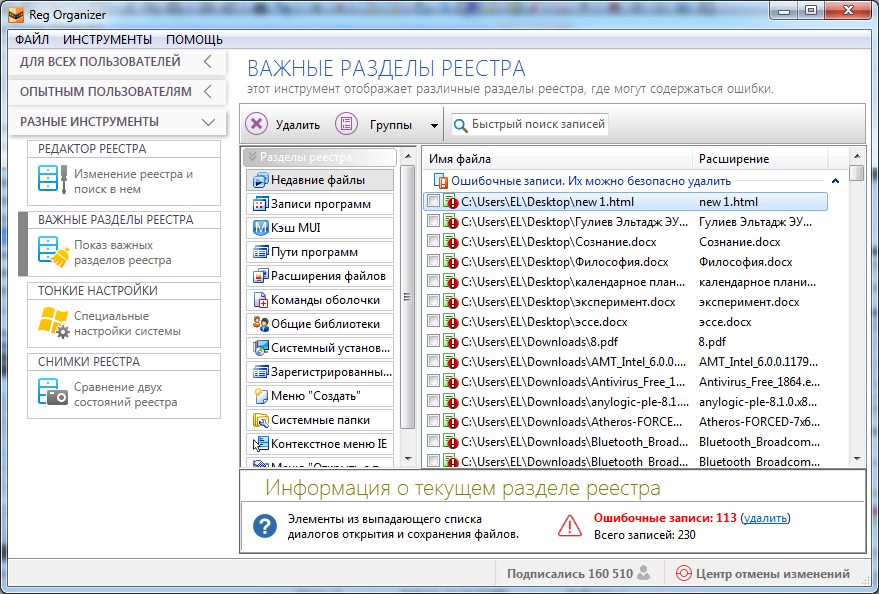 Reg Organizer
ФАЙЛ ИНСТРУМЕНТЫ ПОМОЩЬ
ДЛЯ ВСЕХ ПОЛЬЗОВАТЕЛЕЙ
ОПЫТНЫМ ПОЛЬЗОВАТЕЛЯМ
РАЗНЫЕ ИНСТРУМЕНТЫ
РЕДАКТОР РЕЕСТРА
Изменение реестра и
поиск в нем
ВАЖНЫЕ РАЗДЕЛЫ РЕЕСТРА
Показ важных
разделов реестра
ТОНКИЕ НАСТРОЙКИ
Специальные
настройки системы
СНИМКИ РЕЕСТРА
Сравнение двух
состояний реестра
ВАЖНЫЕ РАЗДЕЛЫ РЕЕСТРА
этот инструмент отображает различные разделы реестра, где могут содержаться ошибки.
Удалить Группы Быстрый поиск записей
Разделы реестра
Недавние файлы
Записи программ
Кэш MUI
Пути программ
Расширения файлов
Команды оболочки
Общие библиотеки
Системный установ...
Зарегистрированны...
Меню "Создать"
Системные папки
Контекстное меню IE
Имя файла Расширение
Ошибочные записи. Их можно безопасно удалить
C:\Users\EL\Desktop\new 1.html new 1.html
C:\Users\EL\Desktop\Гулиев Эльтадж ЭУ... Гулиев Эльтадж ЭУ...
C:\Users\EL\Desktop\Сознание.docx Сознание.docx
C:\Users\EL\Desktop\Философия.docx Философия.docx
C:\Users\EL\Desktop\календарное план... календарное плани...
C:\Users\EL\Desktop\эксперимент.docx эксперимент.docx
C:\Users\EL\Desktop\эссе.docx эссе.docx
C:\Users\EL\Downloads\8.pdf 8.pdf
C:\Users\EL\Downloads\AMT_Intel_6.0.0.... AMT_Intel_6.0.0.1179...
C:\Users\EL\Downloads\Antivirus_Free_1... Antivirus_Free_1864.e...
C:\Users\EL\Downloads\anylogic-ple-8.1.... anylogic-ple-8.1.0.x8...
C:\Users\EL\Downloads\Atheros-FORCED... Atheros-FORCED-7x6...
C:\Users\EL\Downloads\Bluetooth_Broad... Bluetooth_Broadcom...
C:\Users\EL\Downloads\Bluetooth_Broad... Bluetooth_Broadcom...
Информация о текущем разделе реестра
Элементы из выпадающего списка
диалогов открытия и сохранения файлов.
Ошибочные записи: 113 (удалить)
Всего записей: 230
Подписались 160 510 Центр отмены изменений